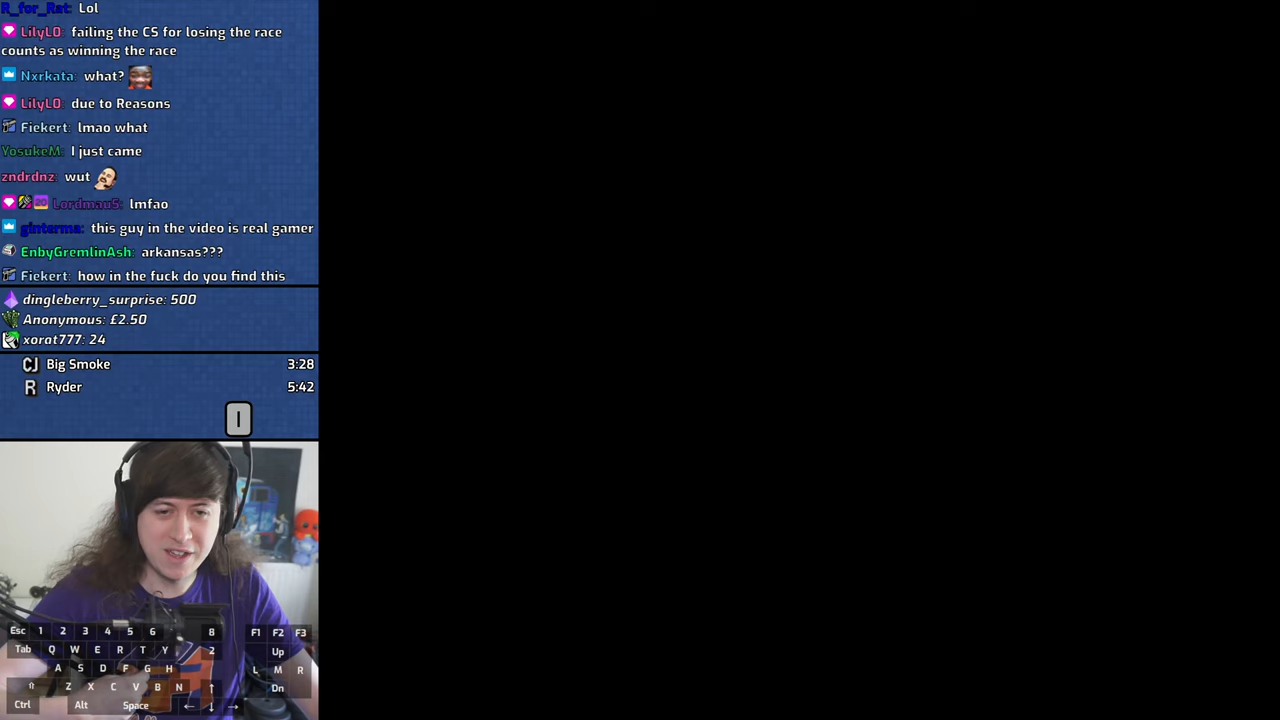 R_for_Rat: Lol
LilyLO: failing the CS for losing the race
counts as winning the race
Nxrkata: what?
LilyLO: due to Reasons
Fiekert: lmao what
YosukeM: I just came
zndrdnz: wut
LordmauS: lmfao
ginterma: this guy in the video is real gamer
EnbyGremlinAsh: arkansas???
Fiekert: how in the fuck do you find this
dingleberry_surprise: 500
Anonymous: £2.50
xorat777: 24
CJ Big Smoke 3:28
R Ryder 5:42
I
Esc 1 2 3 4 5 6 8 F1 F2 F3
Tab Q W E R T Y 2 Up
A S D F G H L M R
⇧ Z X C V B N ↑ Dn
Ctrl Alt Space ← ↓ →